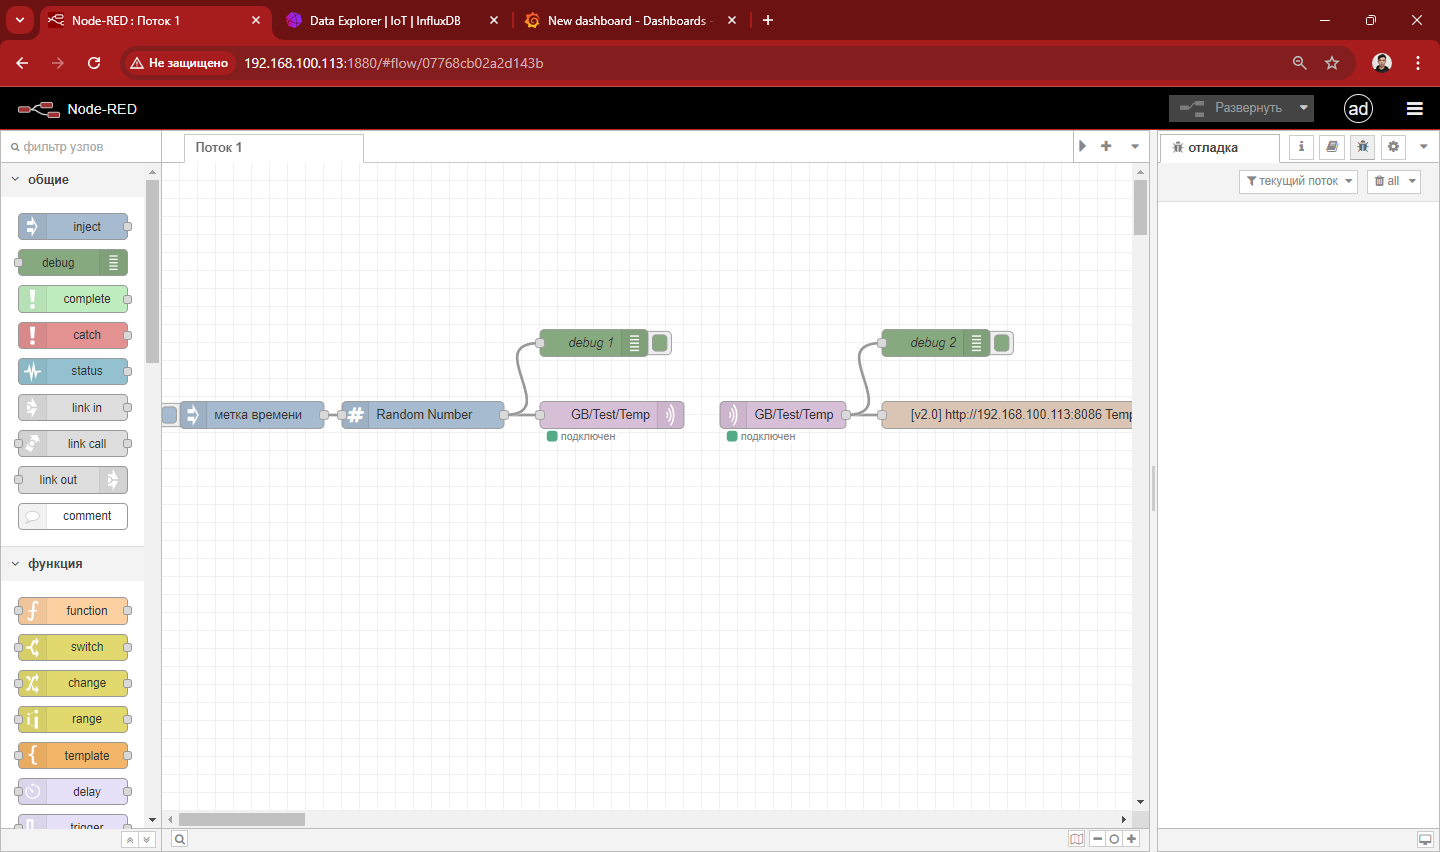 Node-RED : Поток 1
Data Explorer | IoT | InfluxDB
New dashboard - Dashboards -
Не защищено
192.168.100.113:1880/#flow/07768cb02a2d143b
Node-RED
Развернуть
ad
фильтр узлов
Поток 1
отладка
i
общие
текущий поток
all
inject
debug
complete
catch
status
link in
link call
link out
comment
функция
function
switch
change
range
template
delay
trigger
debug 1
debug 2
метка времени
Random Number
GB/Test/Temp
GB/Test/Temp
[v2.0] http://192.168.100.113:8086 Temp
подключен
подключен